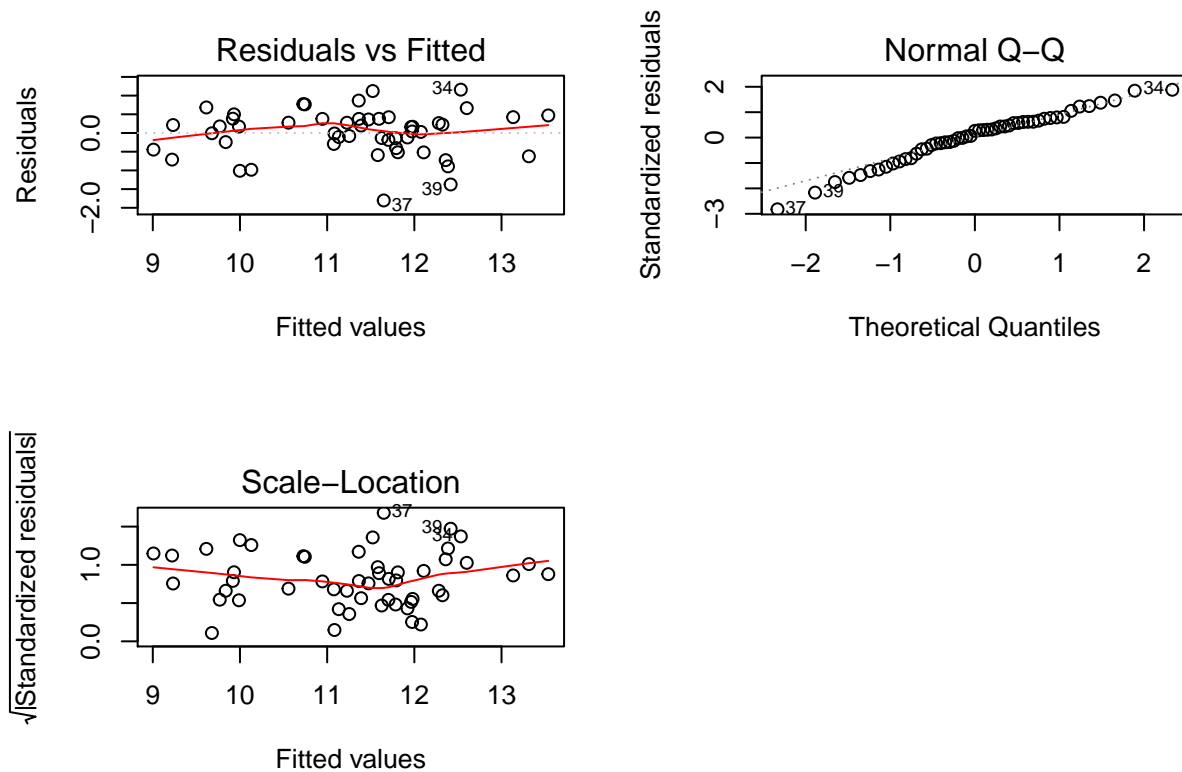 Residuals vs Fitted
Residuals
0.0
−2.0
34
39
37
9 10 11 12 13
Fitted values
Normal Q−Q
Standardized residuals
2
0
−3
34
39
37
−2 −1 0 1 2
Theoretical Quantiles
Scale−Location
√|Standardized residuals|
1.0
0.0
37
39
34
9 10 11 12 13
Fitted values